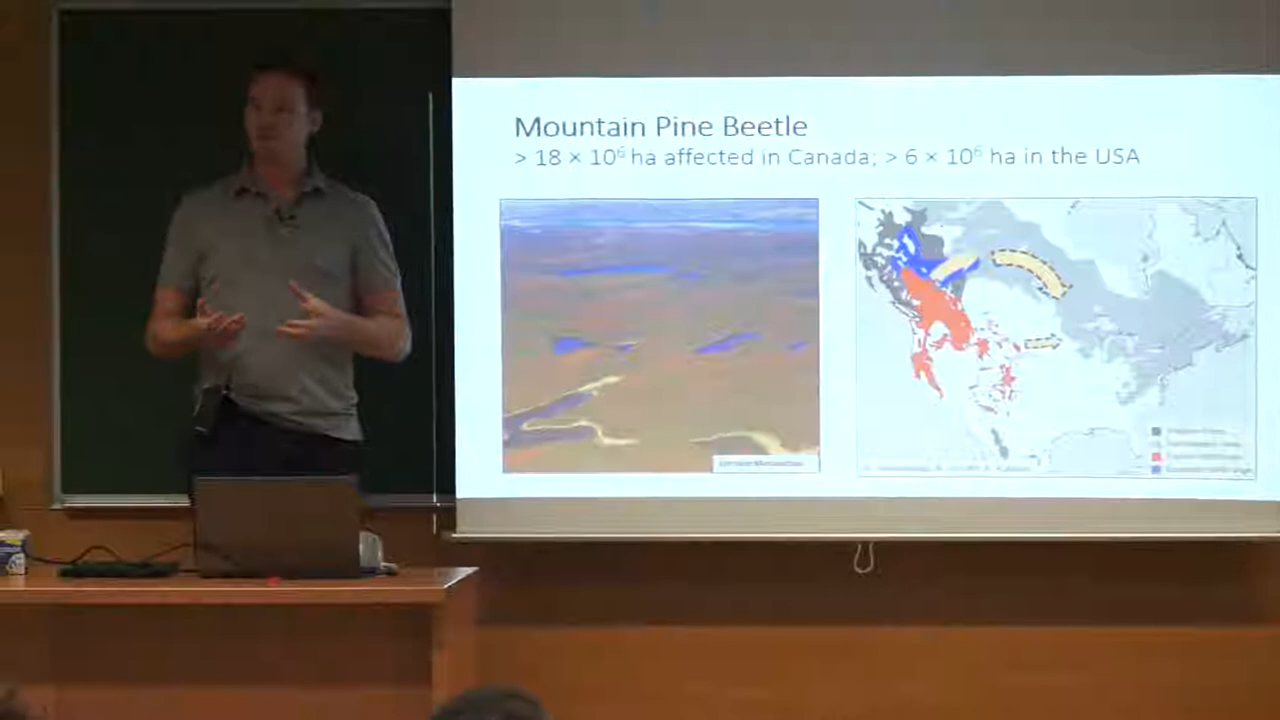 Mountain Pine Beetle
> 18 × 10⁶ ha affected in Canada; > 6 × 10⁶ ha in the USA